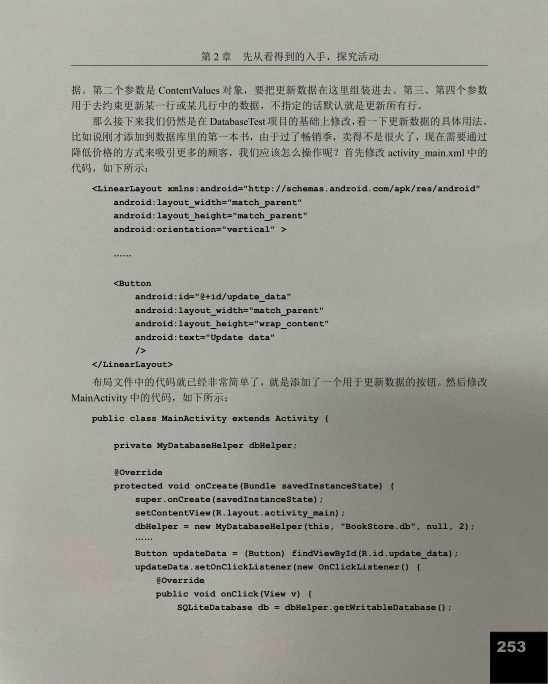 第 2 章 先从看得到的入手，探究活动
据。第二个参数是 ContentValues 对象，要把更新数据在这里组装进去。第三、第四个参数
用于去约束更新某一行或某几行中的数据，不指定的话默认就是更新所有行。
那么接下来我们仍然是在 DatabaseTest 项目的基础上修改，看一下更新数据的具体用法。
比如说刚才添加到数据库里的第一本书，由于过了畅销季，卖得不是很火了，现在需要通过
降低价格的方式来吸引更多的顾客，我们应该怎么操作呢？首先修改 activity_main.xml 中的
代码，如下所示：
<LinearLayout xmlns:android="http://schemas.android.com/apk/res/android"
android:layout_width="match_parent"
android:layout_height="match_parent"
android:orientation="vertical" >
……
<Button
android:id="@+id/update_data"
android:layout_width="match_parent"
android:layout_height="wrap_content"
android:text="Update data"
/>
</LinearLayout>
布局文件中的代码就已经非常简单了，就是添加了一个用于更新数据的按钮。然后修改
MainActivity 中的代码，如下所示：
public class MainActivity extends Activity {
private MyDatabaseHelper dbHelper;
@Override
protected void onCreate(Bundle savedInstanceState) {
super.onCreate(savedInstanceState);
setContentView(R.layout.activity_main);
dbHelper = new MyDatabaseHelper(this, "BookStore.db", null, 2);
……
Button updateData = (Button) findViewById(R.id.update_data);
updateData.setOnClickListener(new OnClickListener() {
@Override
public void onClick(View v) {
SQLiteDatabase db = dbHelper.getWritableDatabase();
253